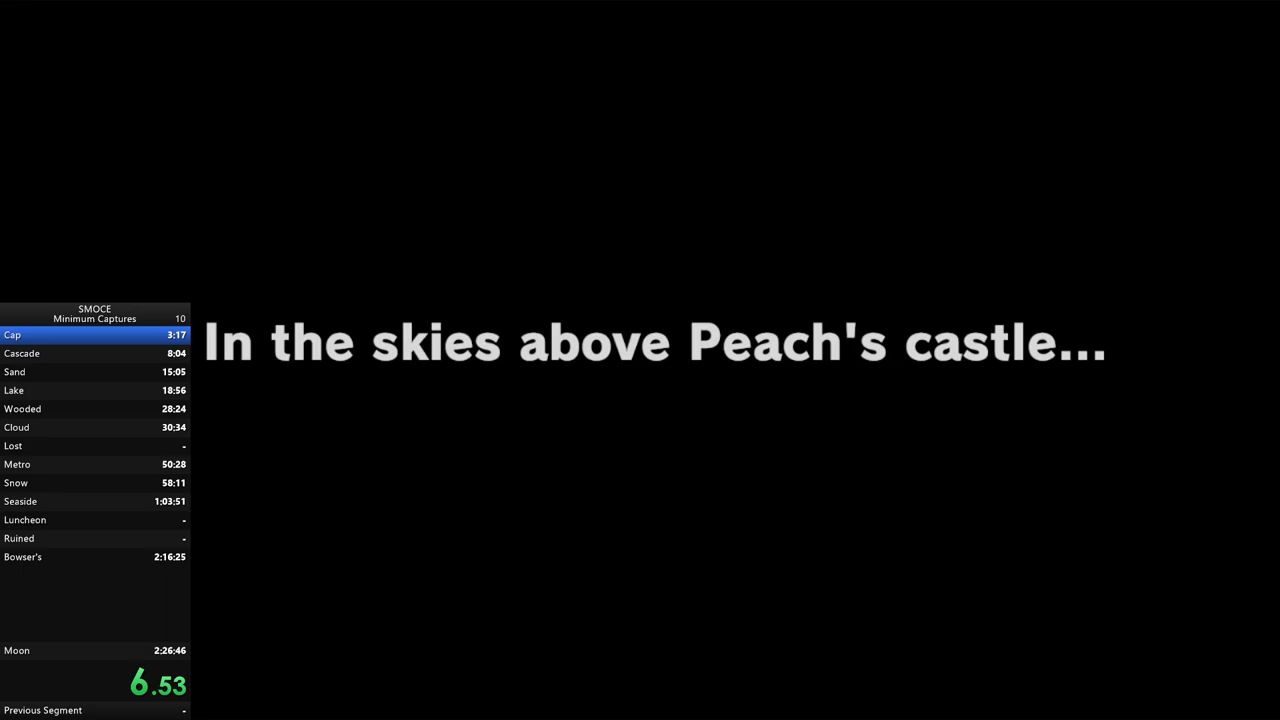 SMOCE
Minimum Captures 10
Cap 3:17
Cascade 8:04
Sand 15:05
Lake 18:56
Wooded 28:24
Cloud 30:34
Lost -
Metro 50:28
Snow 58:11
Seaside 1:03:51
Luncheon -
Ruined -
Bowser's 2:16:25
Moon 2:26:46
6.53
Previous Segment -
In the skies above Peach's castle...